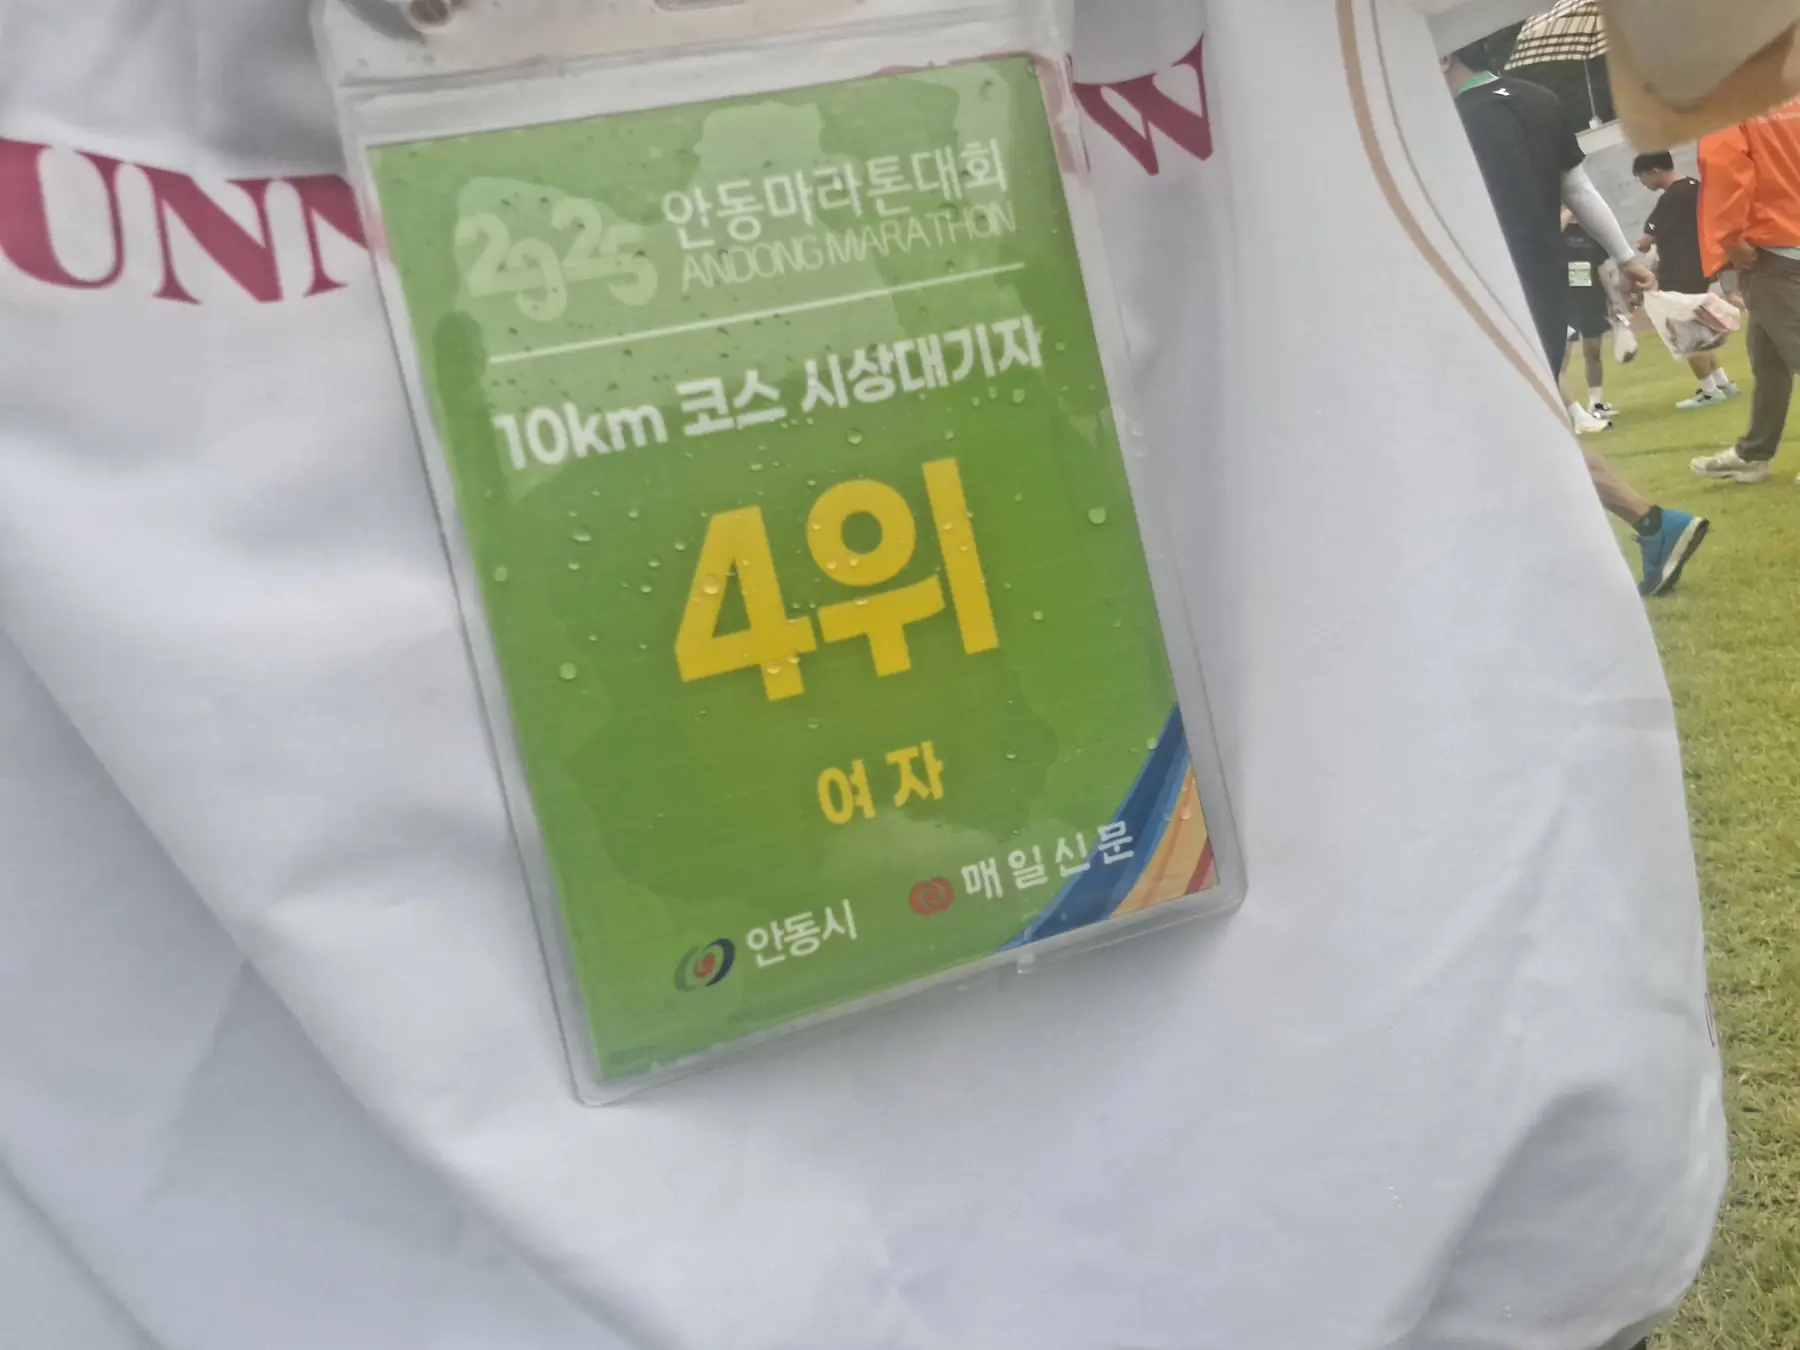 UNN
W
2025 안동마라톤대회
ANDONG MARATHON
10km 코스 시상대기자
4위
여자
안동시 매일신문